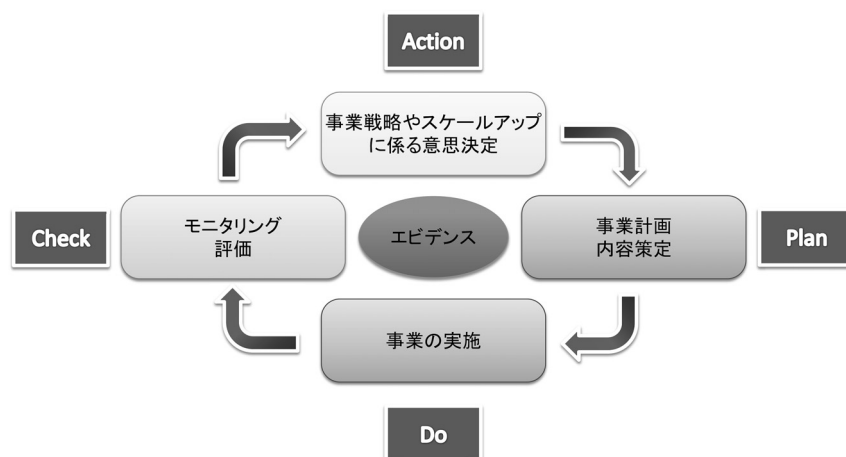 Action
事業戦略やスケールアップ
に係る意思決定
Check
モニタリング
評価
エビデンス
事業計画
内容策定
Plan
事業の実施
Do